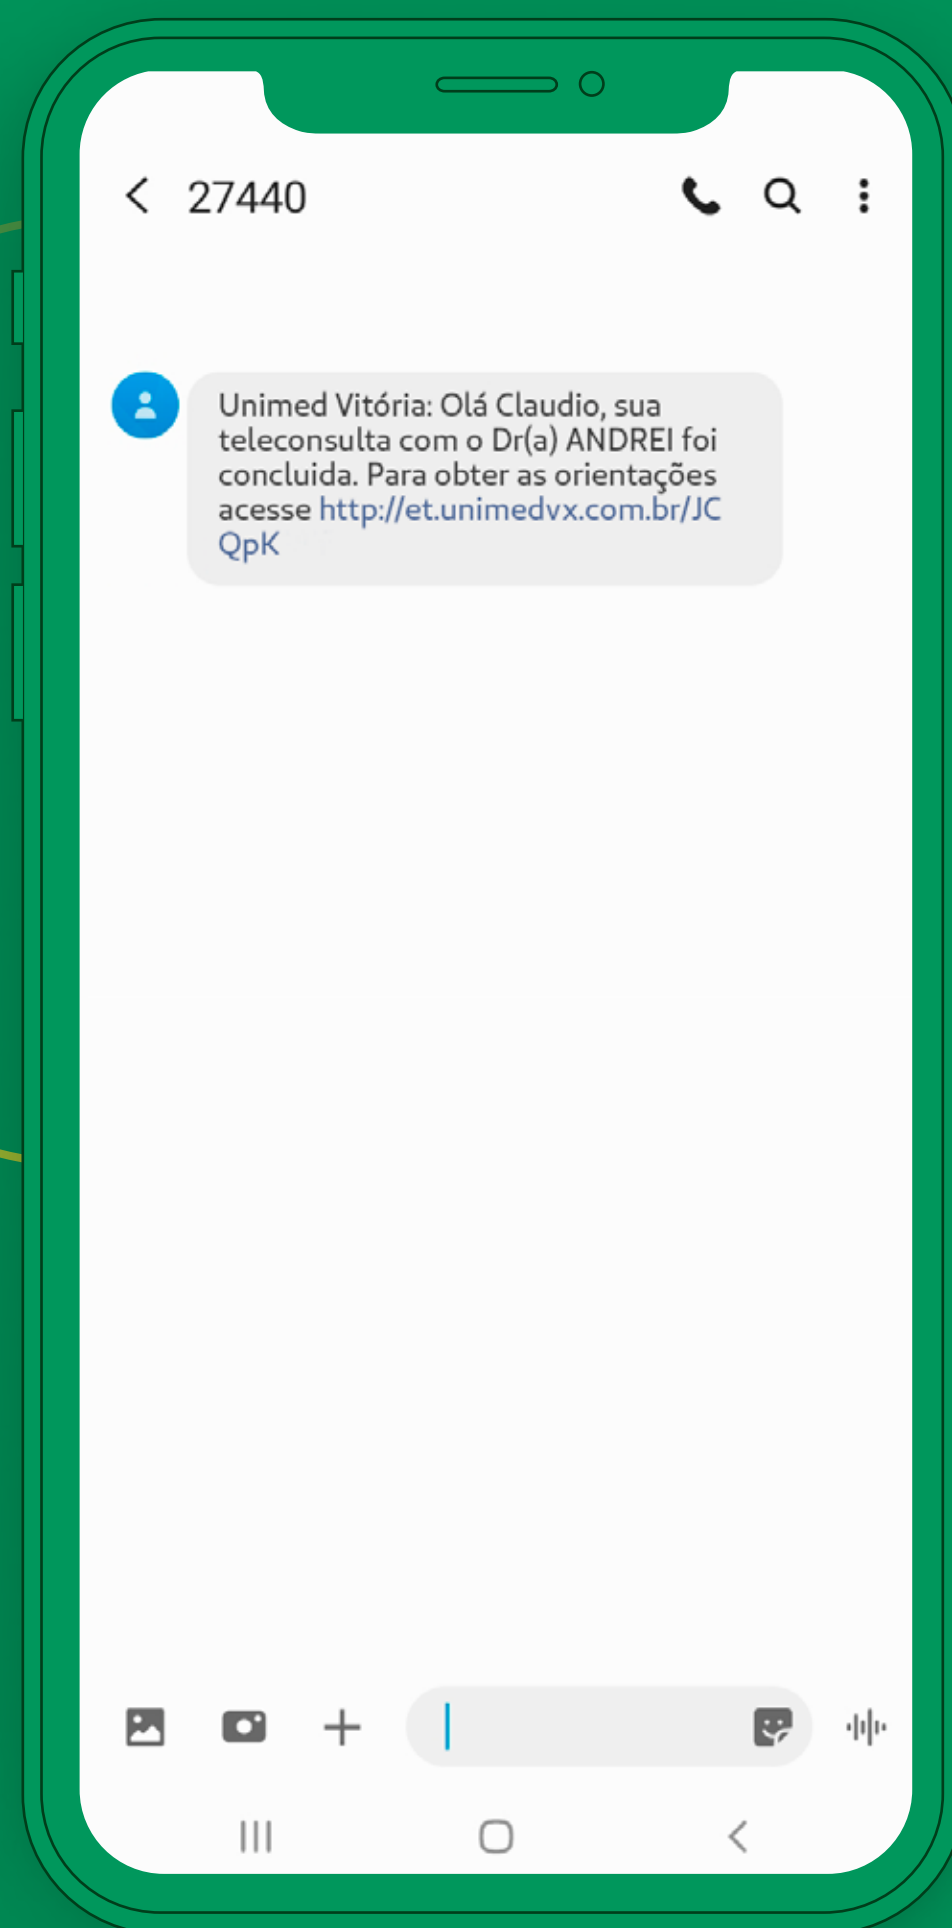 27440
Unimed Vitória: Olá Claudio, sua
teleconsulta com o Dr(a) ANDREI foi
concluida. Para obter as orientações
acesse http://et.unimedvx.com.br/JC
QpK